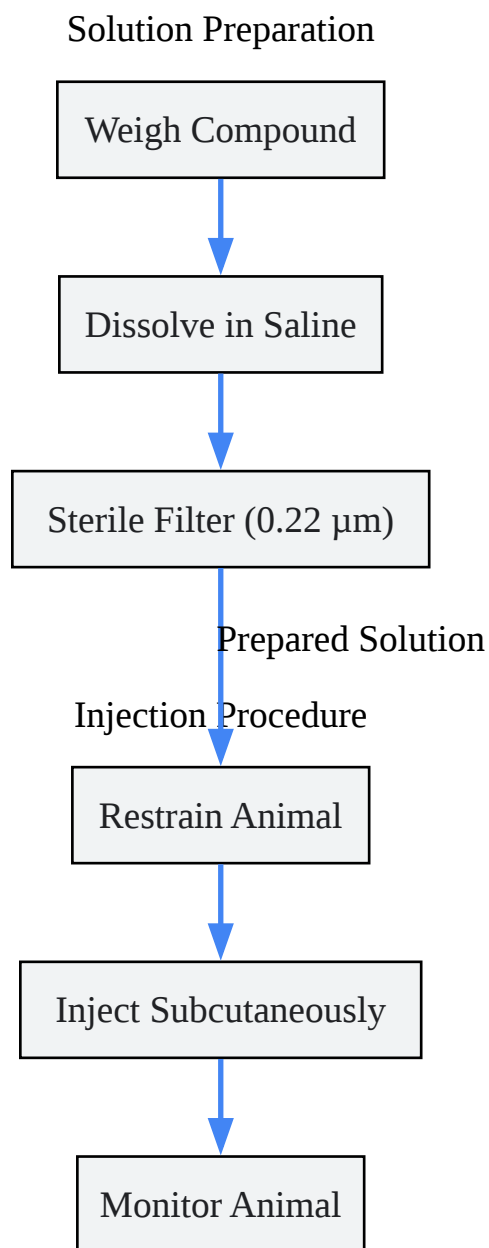 Solution Preparation
Weigh Compound
Dissolve in Saline
Sterile Filter (0.22 µm)
Prepared Solution
Injection Procedure
Restrain Animal
Inject Subcutaneously
Monitor Animal